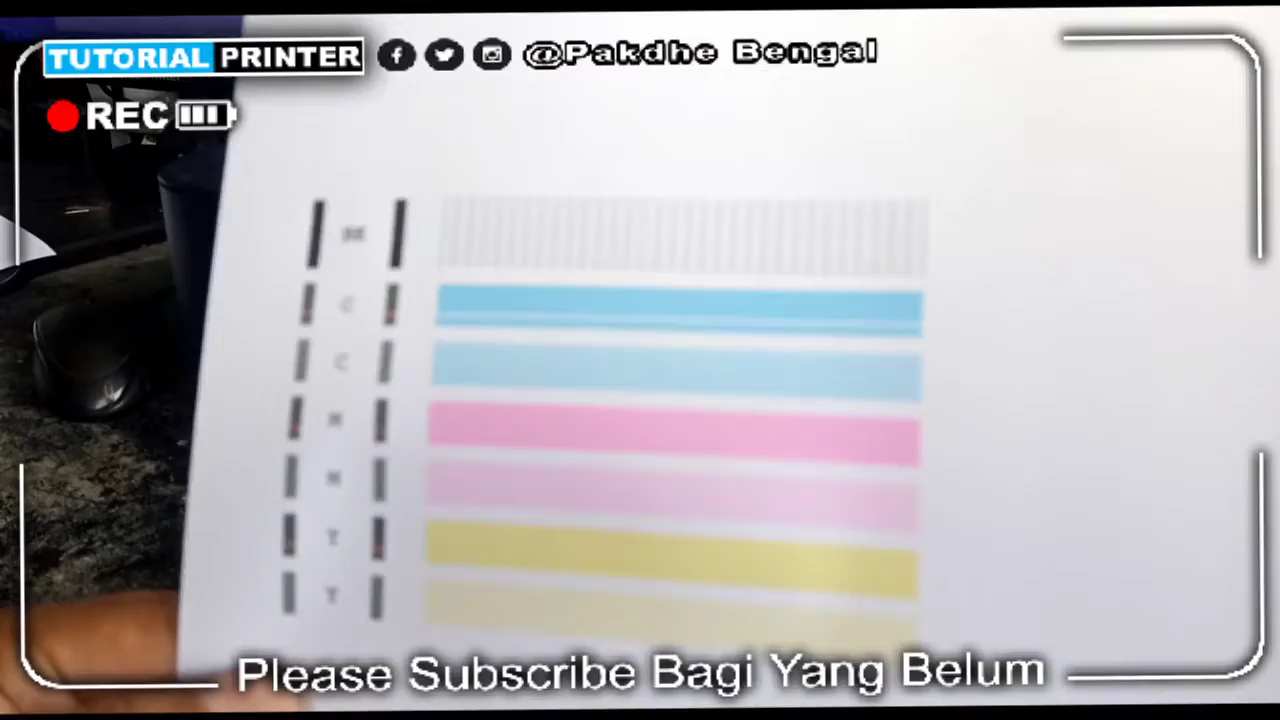 TUTORIAL PRINTER @Pakdhe Bengal
REC
C
C
M
M
Y
Y
Please Subscribe Bagi Yang Belum